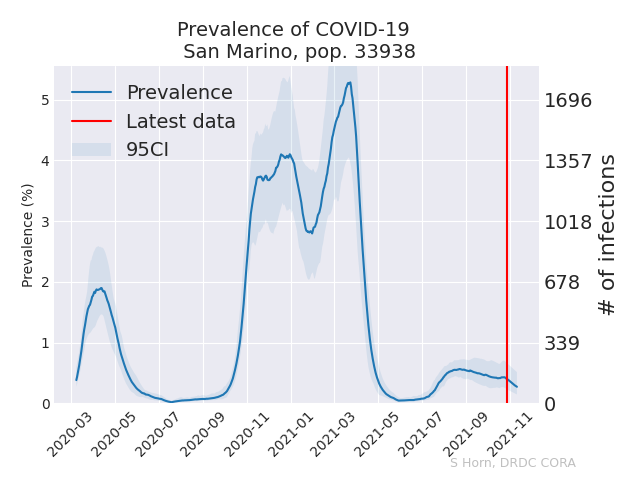 Prevalence of COVID-19
San Marino, pop. 33938
Prevalence
Latest data
95CI
Prevalence (%)
5
4
3
2
1
0
1696
1357
1018
678
339
0
# of infections
2020-03
2020-05
2020-07
2020-09
2020-11
2021-01
2021-03
2021-05
2021-07
2021-09
2021-11
S Horn, DRDC CORA